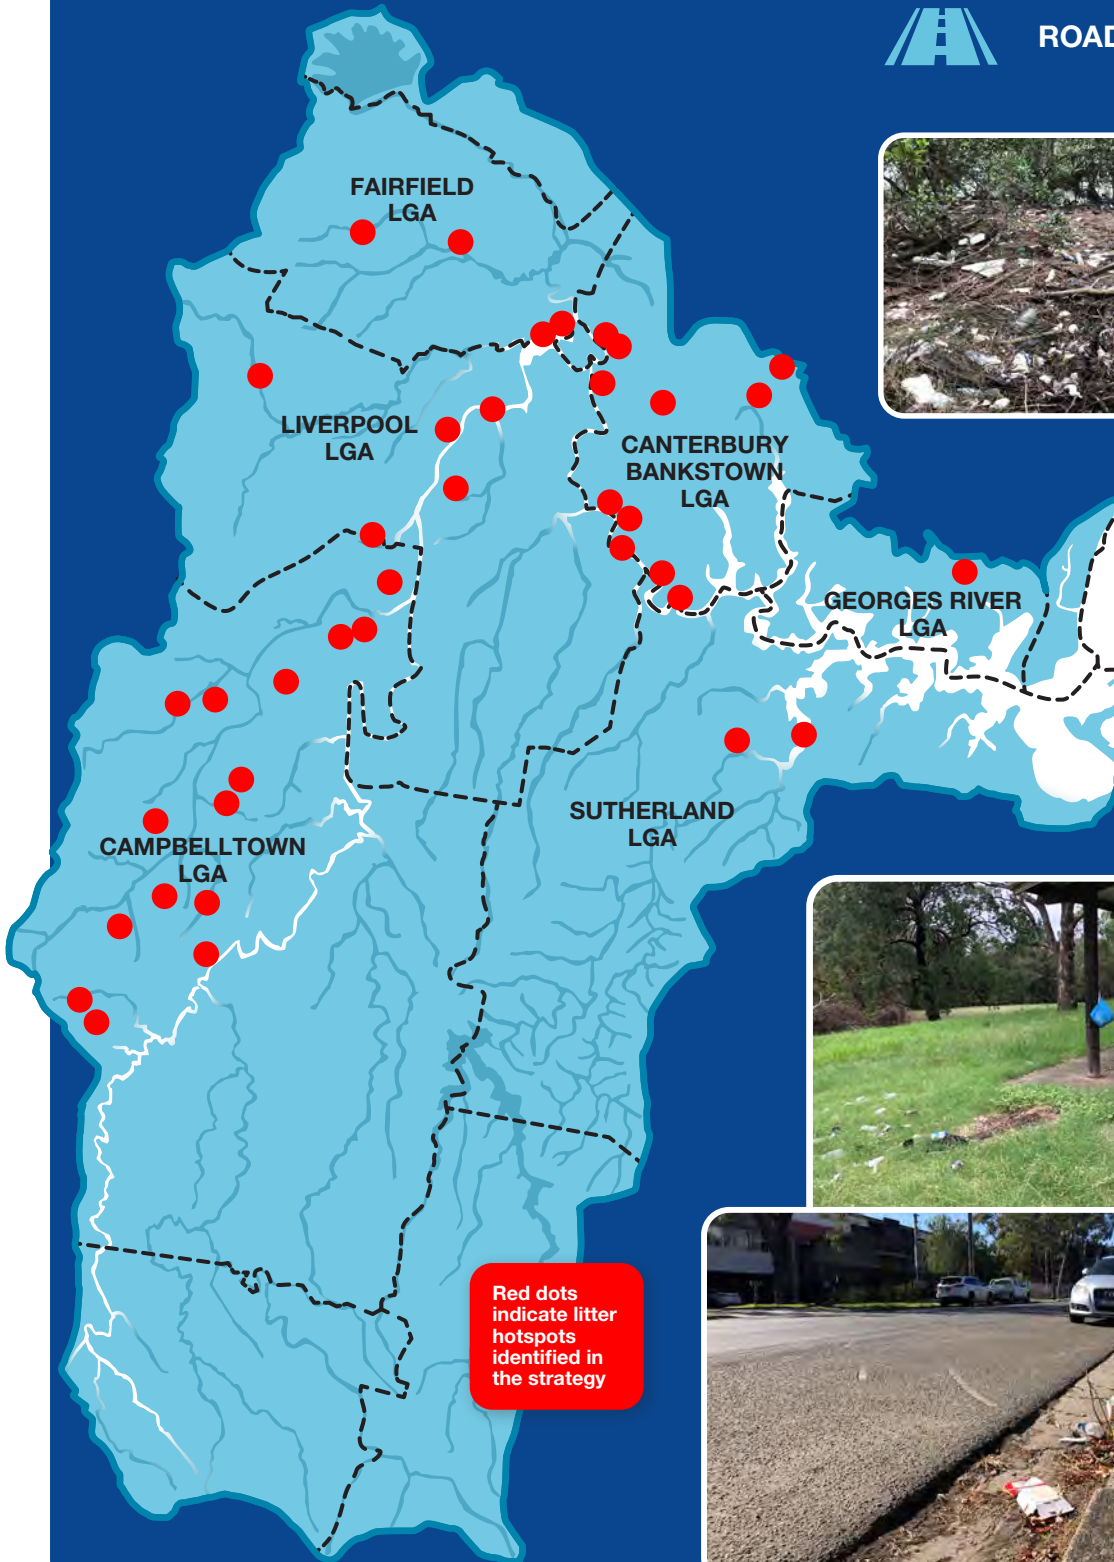 ROAD
FAIRFIELD
LGA
LIVERPOOL
LGA
CANTERBURY
BANKSTOWN
LGA
GEORGES RIVER
LGA
SUTHERLAND
LGA
CAMPBELLTOWN
LGA
Red dots
indicate litter
hotspots
identified in
the strategy